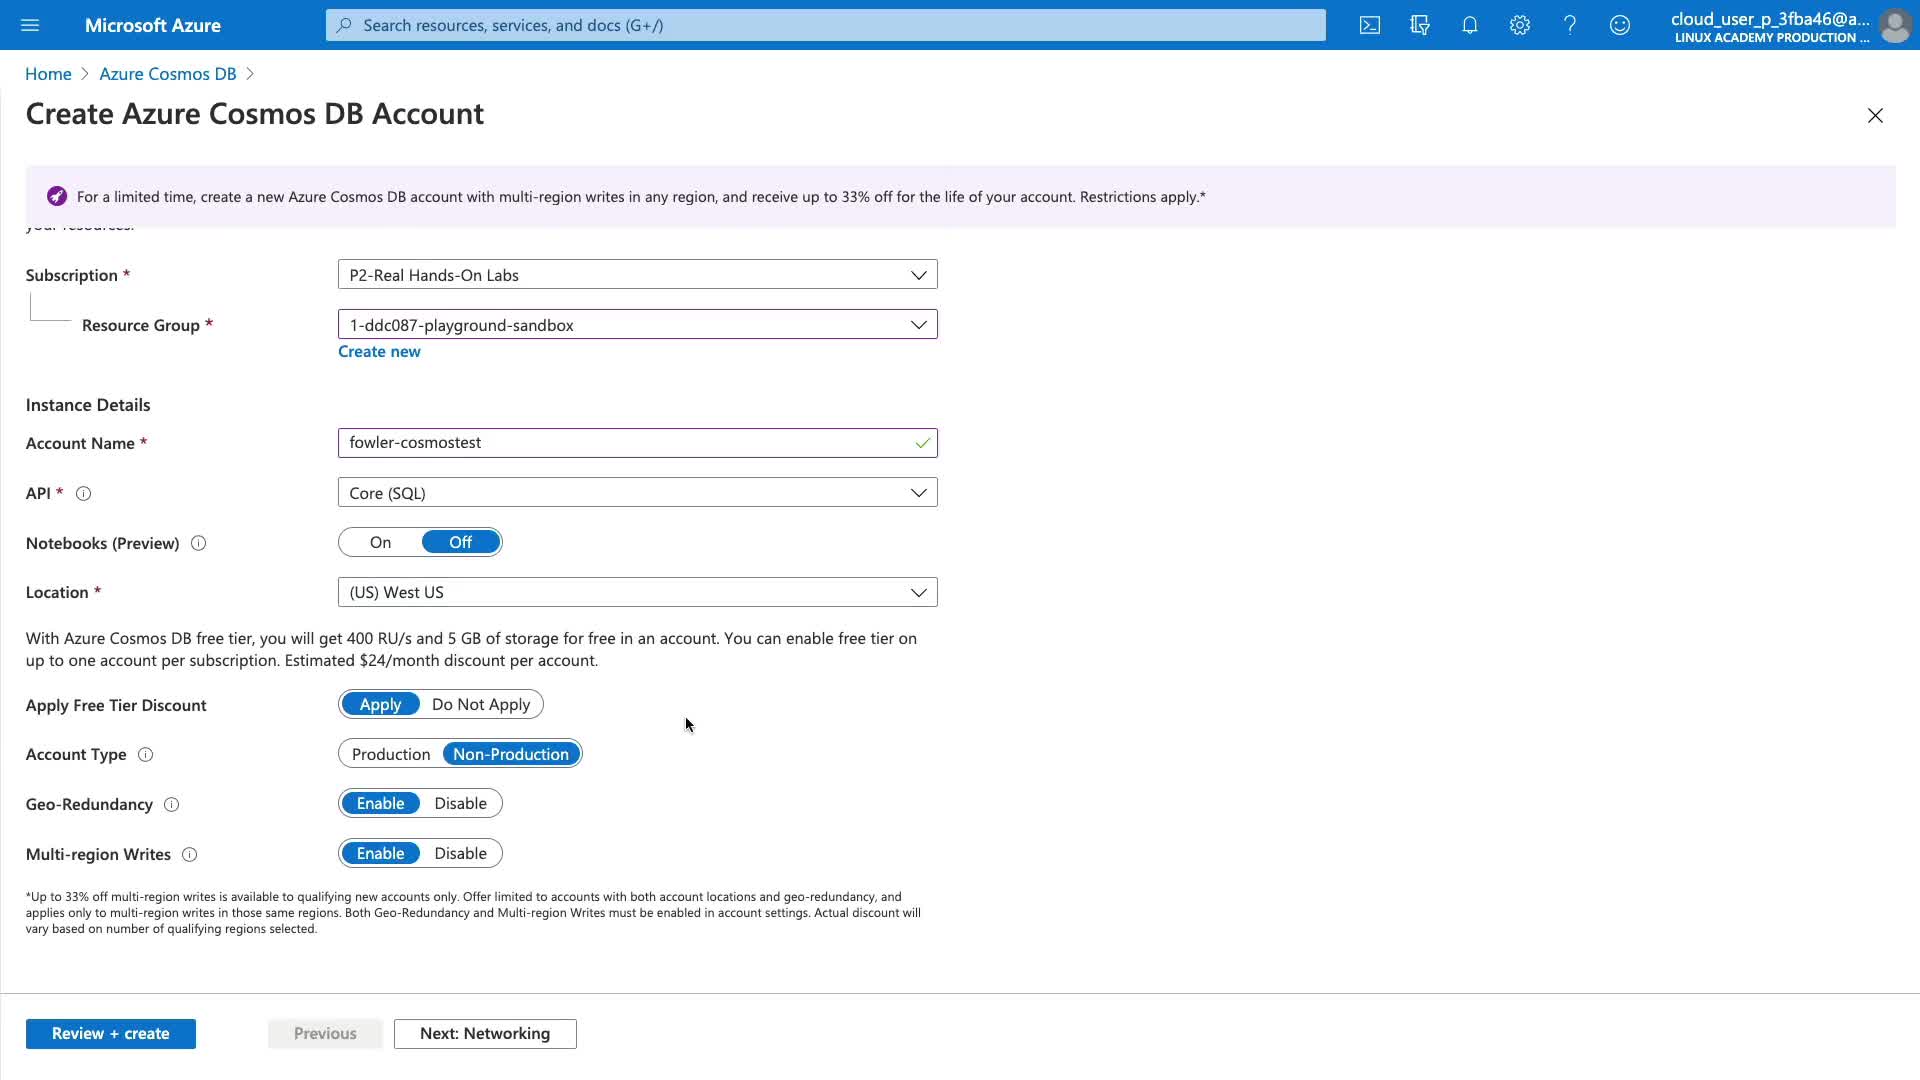 Microsoft Azure
Search resources, services, and docs (G+/)
cloud_user_p_3fba46@a...
LINUX ACADEMY PRODUCTION ...
Home > Azure Cosmos DB >
Create Azure Cosmos DB Account
For a limited time, create a new Azure Cosmos DB account with multi-region writes in any region, and receive up to 33% off for the life of your account. Restrictions apply.*
your resources.
Subscription *
P2-Real Hands-On Labs
Resource Group *
1-ddc087-playground-sandbox
Create new
Instance Details
Account Name *
fowler-cosmostest
API *
Core (SQL)
Notebooks (Preview)
On Off
Location *
(US) West US
With Azure Cosmos DB free tier, you will get 400 RU/s and 5 GB of storage for free in an account. You can enable free tier on
up to one account per subscription. Estimated $24/month discount per account.
Apply Free Tier Discount
Apply Do Not Apply
Account Type
Production Non-Production
Geo-Redundancy
Enable Disable
Multi-region Writes
Enable Disable
*Up to 33% off multi-region writes is available to qualifying new accounts only. Offer limited to accounts with both account locations and geo-redundancy, and
applies only to multi-region writes in those same regions. Both Geo-Redundancy and Multi-region Writes must be enabled in account settings. Actual discount will
vary based on number of qualifying regions selected.
Review + create
Previous
Next: Networking